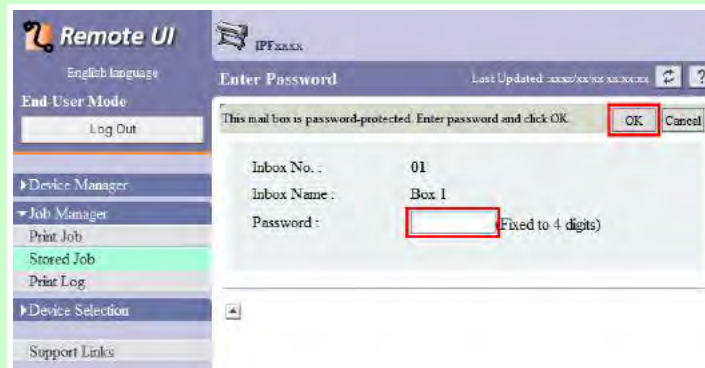 Remote UI
IPFxxxx
English language
End-User Mode
Log Out
Device Manager
Job Manager
Print Job
Stored Job
Print Log
Device Selection
Support Links
Enter Password
Last Updated xxxx/xx/xx xx:xx:xx
?
This mail box is password-protected. Enter password and click OK.
OK
Cancel
Inbox No. : 01
Inbox Name : Box 1
Password : (Fixed to 4 digits)